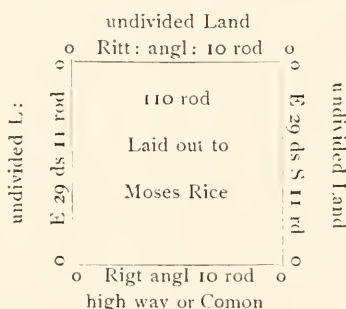 undivided Land
o Ritt: angl: 10 rod o
o o
undivided L:
E 29 ds 11 rod
110 rod
Laid out to
Moses Rice
E 29 ds S 11 rd
undivided Land
o o
o Rigt angl 10 rod o
high way or Comon